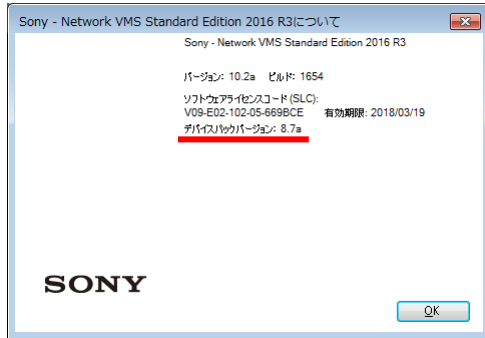 Sony - Network VMS Standard Edition 2016 R3について
Sony - Network VMS Standard Edition 2016 R3
バージョン: 10.2a ビルド: 1654
ソフトウェアライセンスコード (SLC):
V09-E02-102-05-669BCE 有効期限: 2018/03/19
デバイスパックバージョン: 8.7a
SONY
OK